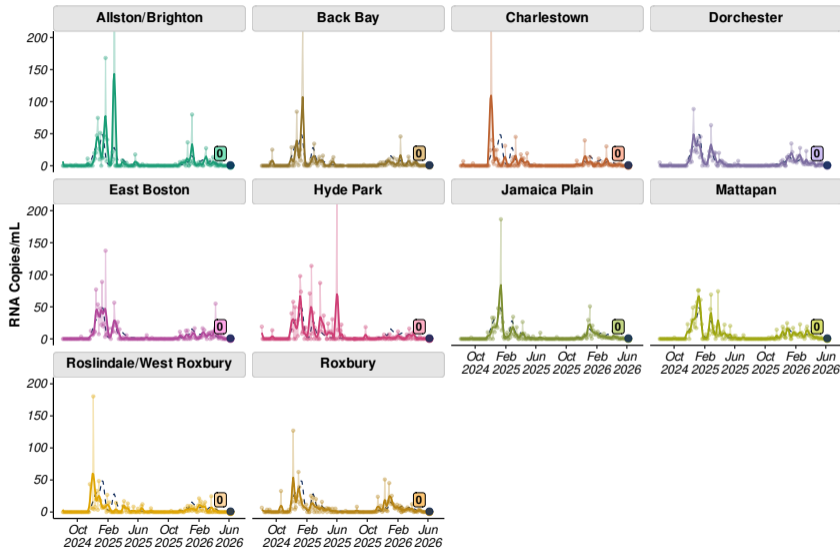 Allston/Brighton Back Bay Charlestown Dorchester
200
150
100
50
0
0 0 0 0
East Boston Hyde Park Jamaica Plain Mattapan
RNA Copies/mL
200
150
100
50
0
0 0 0 0
Oct 2024 Feb 2025 Jun 2025 Oct 2025 Feb 2026 Jun 2026
Oct 2024 Feb 2025 Jun 2025 Oct 2025 Feb 2026 Jun 2026
Roslindale/West Roxbury Roxbury
200
150
100
50
0
0 0
Oct 2024 Feb 2025 Jun 2025 Oct 2025 Feb 2026 Jun 2026
Oct 2024 Feb 2025 Jun 2025 Oct 2025 Feb 2026 Jun 2026